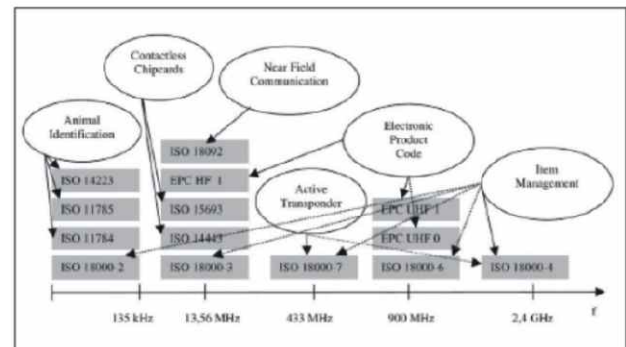 Contactless
Chipcards
Near Field
Communication
Animal
Identification
Electronic
Product
Code
Item
Management
Active
Transponder
ISO 18092
ISO 14223
EPC HF 1
ISO 11785
ISO 15693
EPC UHF 1
ISO 11784
ISO 14443
EPC UHF 0
ISO 18000-2
ISO 18000-3
ISO 18000-7
ISO 18000-6
ISO 18000-4
f
135 kHz
13,56 MHz
433 MHz
900 MHz
2,4 GHz